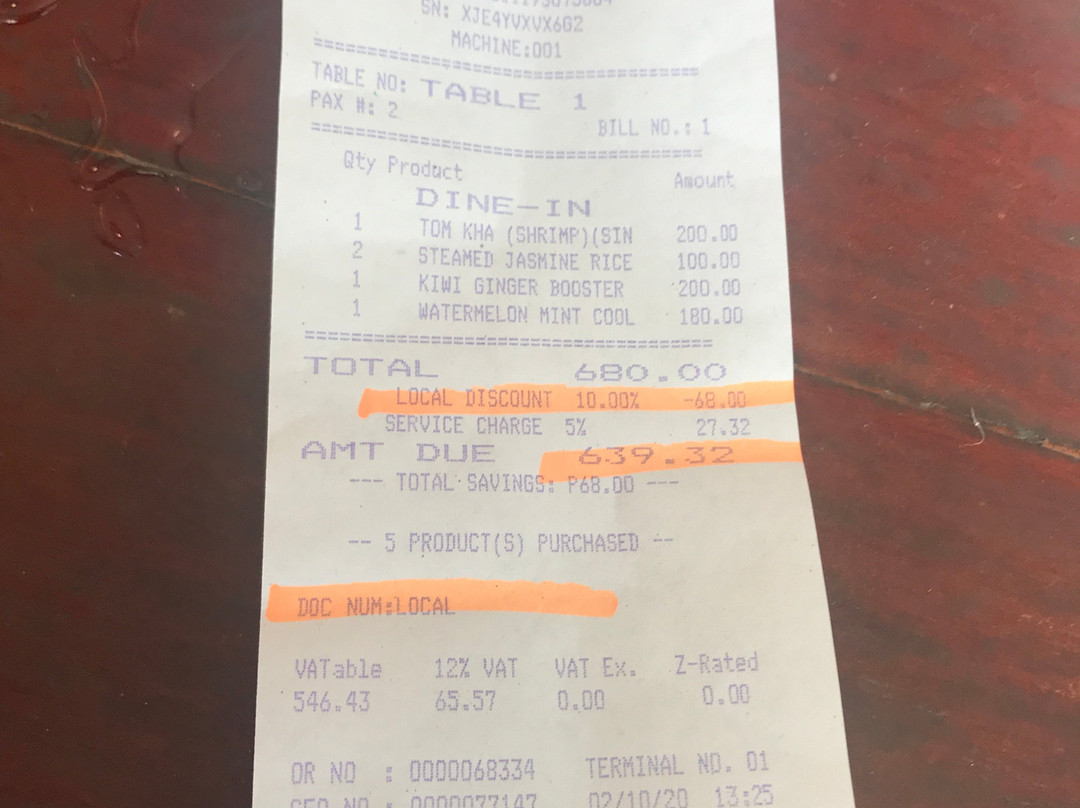 SN: XJE4YVXVX6G2
MACHINE:001
================================================
TABLE NO: TABLE 1
PAX #: 2
BILL NO.: 1
================================================
Qty Product Amount
DINE-IN
1 TOM KHA (SHRIMP)(SIN 200.00
2 STEAMED JASMINE RICE 100.00
1 KIWI GINGER BOOSTER 200.00
1 WATERMELON MINT COOL 180.00
================================================
TOTAL 680.00
LOCAL DISCOUNT 10.00% -68.00
SERVICE CHARGE 5% 27.32
AMT DUE 639.32
--- TOTAL SAVINGS: P68.00 ---
-- 5 PRODUCT(S) PURCHASED --
DOC NUM:LOCAL
VATable 12% VAT VAT Ex. Z-Rated
546.43 65.57 0.00 0.00
OR NO : 0000068334 TERMINAL NO. 01
0000077147 02/10/20 13:25